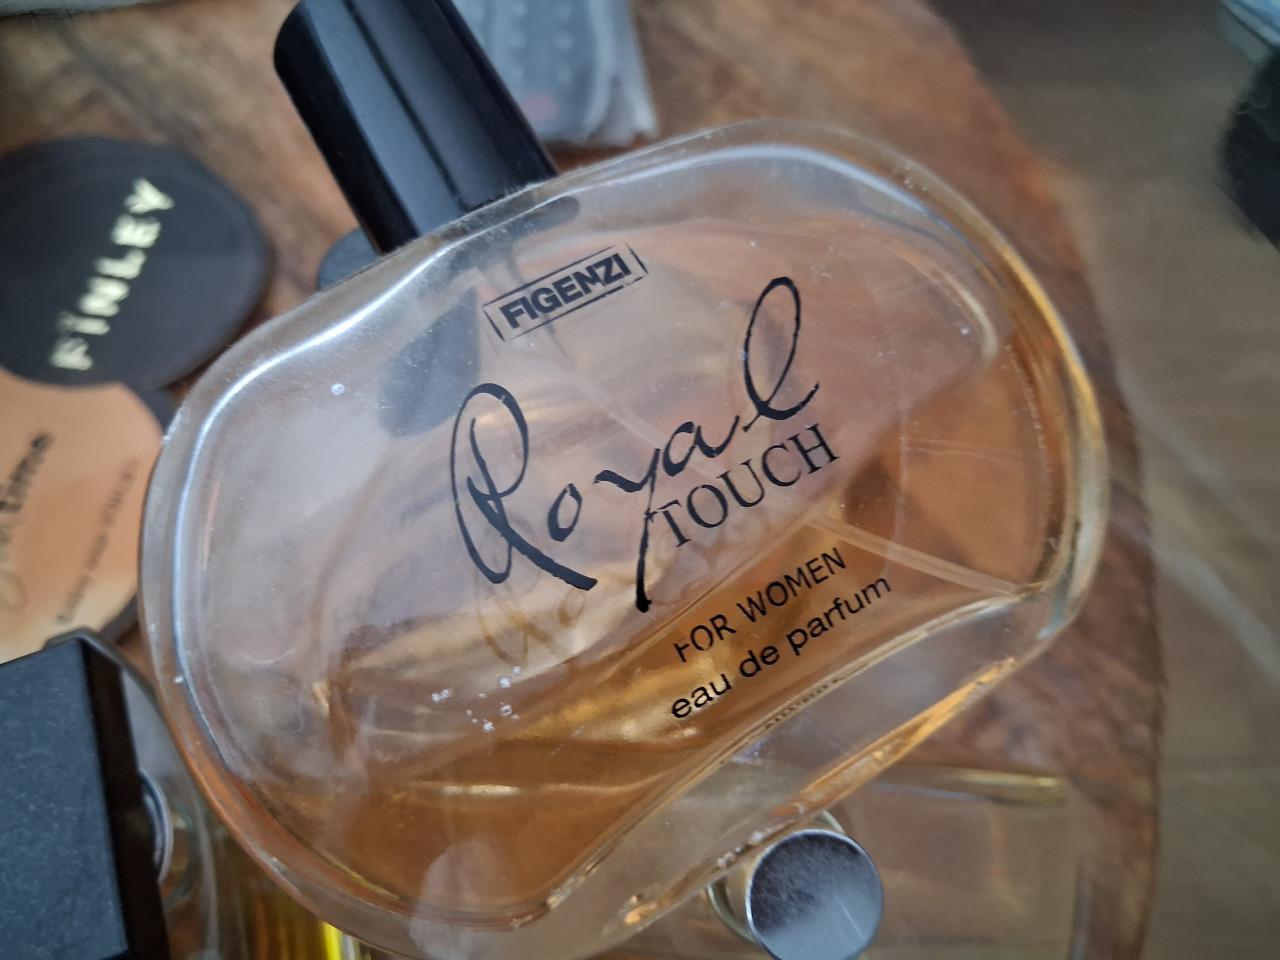 FIGENZI
Royal
TOUCH
FOR WOMEN
eau de parfum
FINLEY